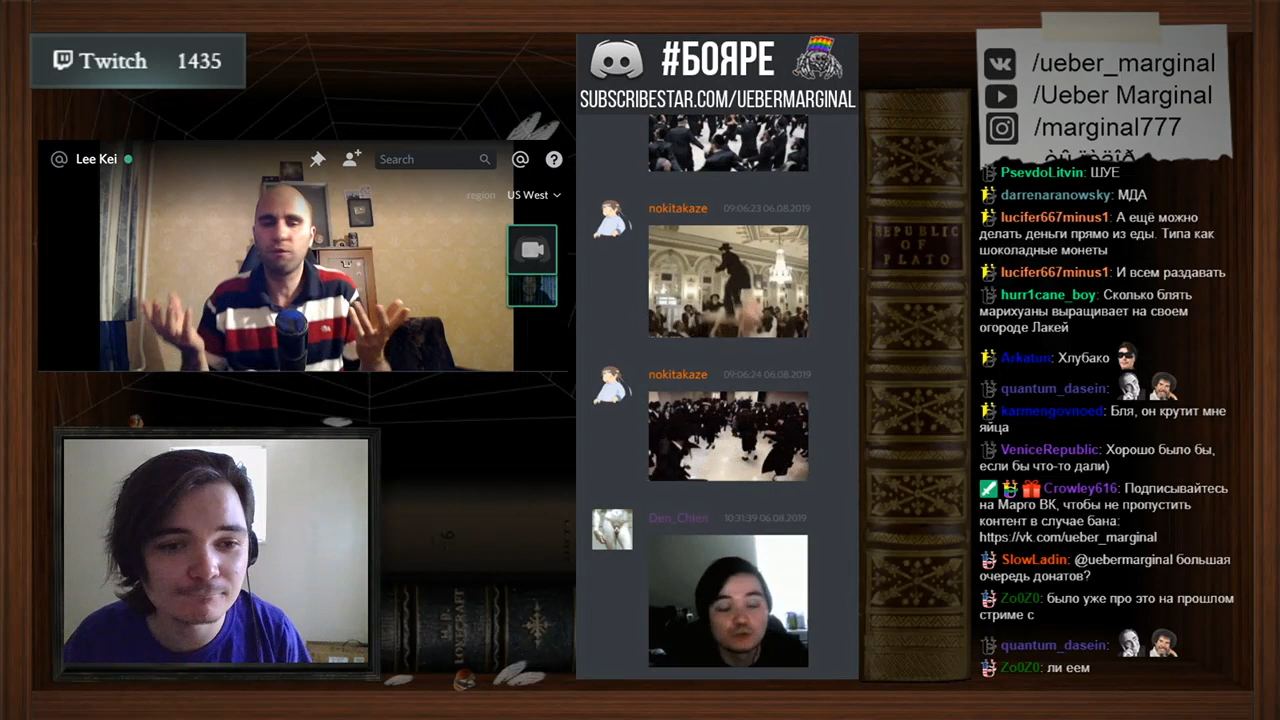 Twitch 1435
@ Lee Kei
Search
region US West
#БОЯРЕ
SUBSCRIBESTAR.COM/UEBERMARGINAL
nokitakaze 09:06:23 06.08.2019
nokitakaze 09:06:24 06.08.2019
Den_Chlen 10:31:39 06.08.2019
REPUBLIC
OF
PLATO
LOVECRAFT
/ueber_marginal
/Ueber Marginal
/marginal777
PsevdoLitvin: ШУЕ
darrenaranowsky: МДА
lucifer667minus1: А ещё можно
делать деньги прямо из еды. Типа как
шоколадные монеты
lucifer667minus1: И всем раздавать
hurr1cane_boy: Сколько блять
марихуаны выращивает на своем
огороде Лакей
Arkatun: Хлубако
quantum_dasein:
karmengovnoed: Бля, он крутит мне
яйца
VeniceRepublic: Хорошо было бы,
если бы что-то дали)
Crowley616: Подписывайтесь
на Марго ВК, чтобы не пропустить
контент в случае бана:
https://vk.com/ueber_marginal
SlowLadin: @uebermarginal большая
очередь донатов?
Zo0Z0: было уже про это на прошлом
стриме с
quantum_dasein:
Zo0Z0: ли еем